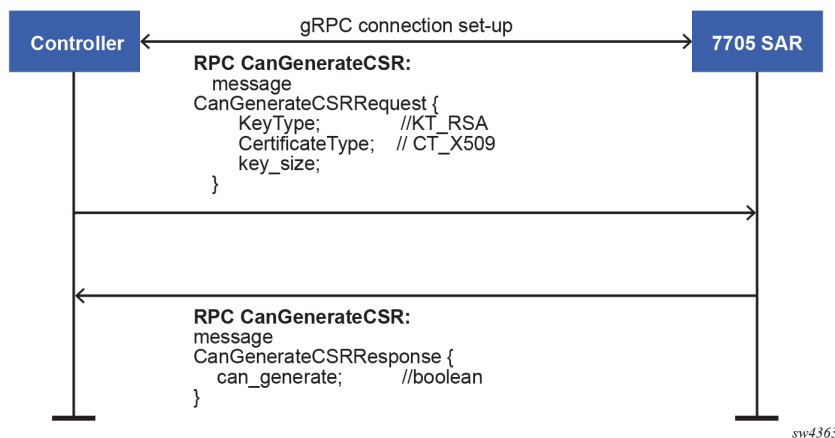 gRPC connection set-up
Controller
7705 SAR
RPC CanGenerateCSR:
message
CanGenerateCSRRequest {
KeyType; //KT_RSA
CertificateType; // CT_X509
key_size;
}
RPC CanGenerateCSR:
message
CanGenerateCSRResponse {
can_generate; //boolean
}
sw4363